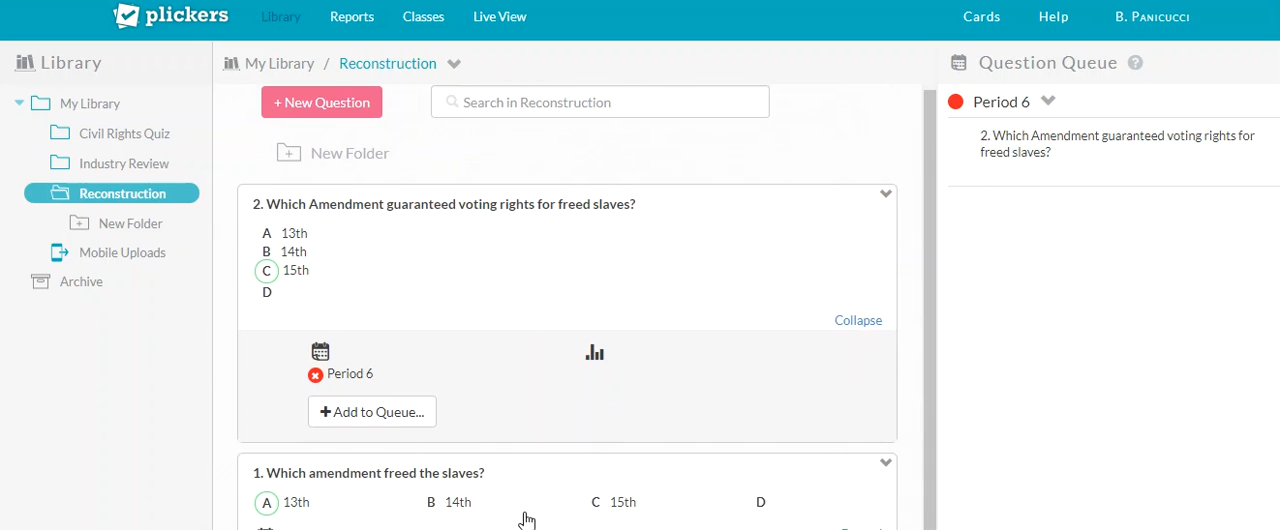 plickers Library Reports Classes Live View Cards Help B. PANICUCCI
Library
My Library
Civil Rights Quiz
Industry Review
Reconstruction
New Folder
Mobile Uploads
Archive
My Library / Reconstruction
+ New Question
Search in Reconstruction
New Folder
2. Which Amendment guaranteed voting rights for freed slaves?
A 13th
B 14th
C 15th
D
Collapse
Period 6
+ Add to Queue...
1. Which amendment freed the slaves?
A 13th B 14th C 15th D
Question Queue ?
Period 6
2. Which Amendment guaranteed voting rights for
freed slaves?